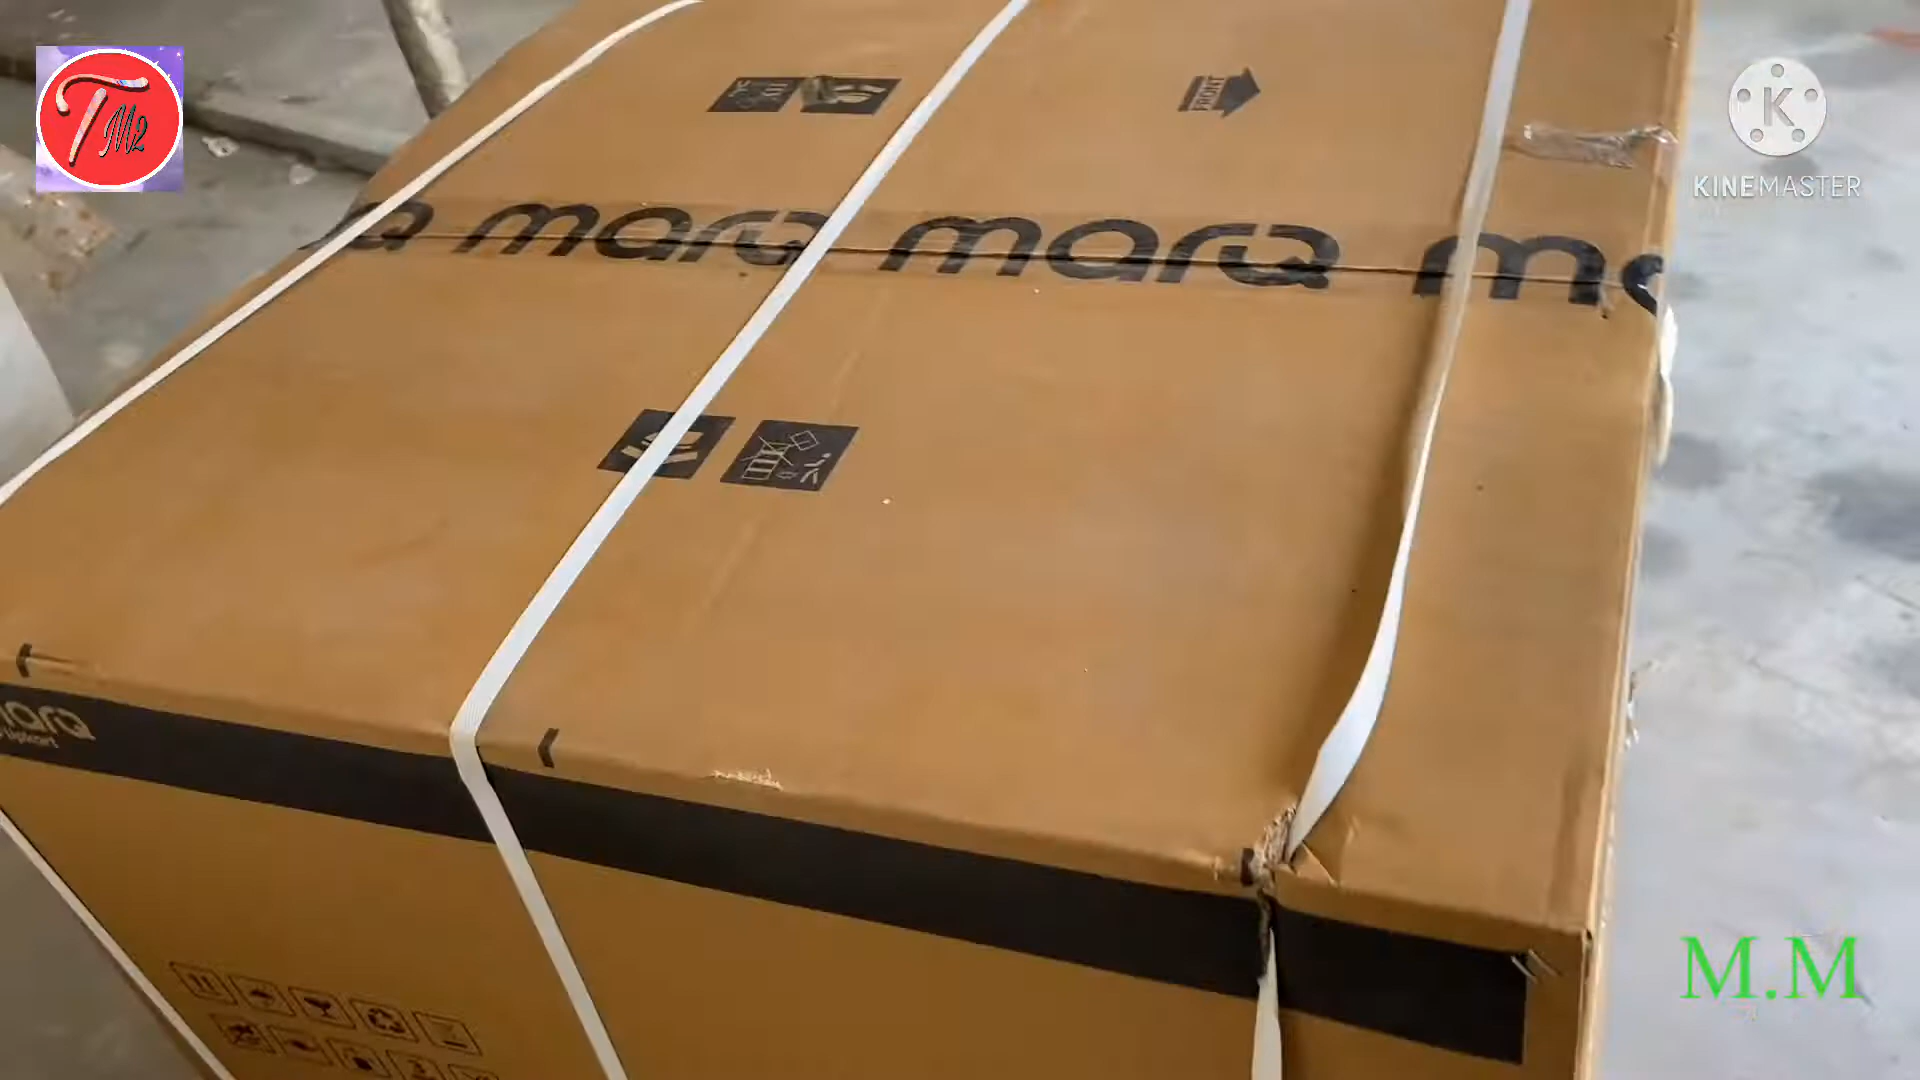 TM2
K
KINEMASTER
FRONT
marq marq
M.M